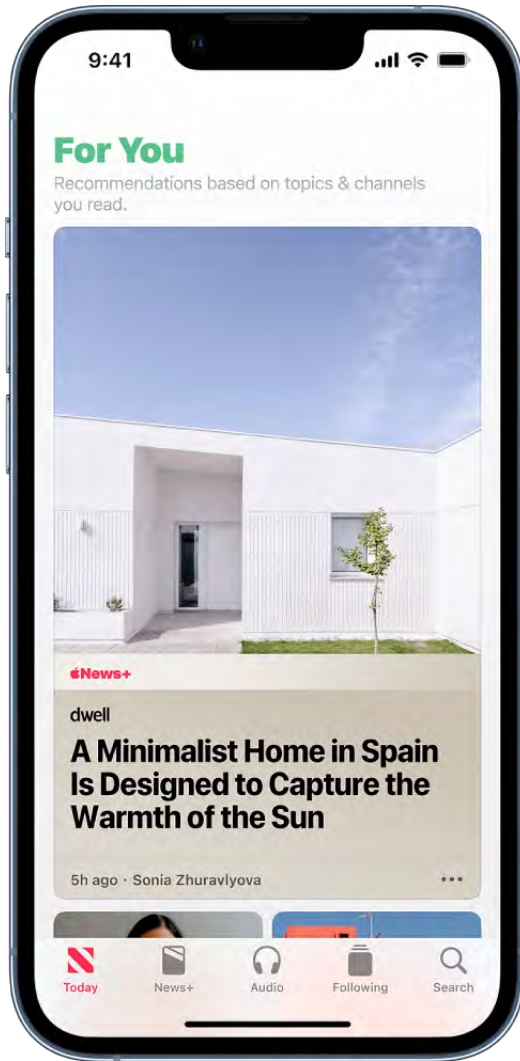 9:41
For You
Recommendations based on topics & channels
you read.
News+
dwell
A Minimalist Home in Spain
Is Designed to Capture the
Warmth of the Sun
5h ago · Sonia Zhuravlyova
Today News+ Audio Following Search